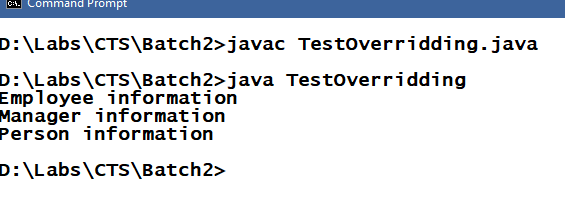 Command Prompt
D:\Labs\CTS\Batch2>javac TestOverridding.java
D:\Labs\CTS\Batch2>java TestOverridding
Employee information
Manager information
Person information
D:\Labs\CTS\Batch2>